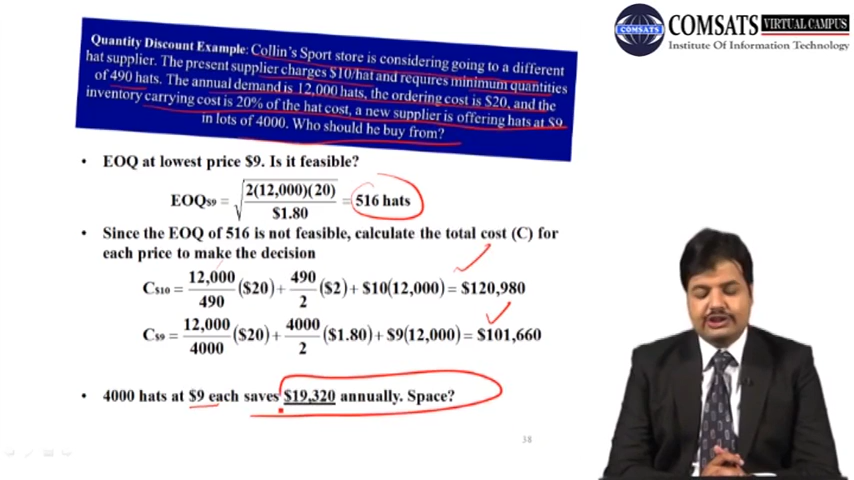 COMSATS VIRTUAL CAMPUS
Institute Of Information Technology
Quantity Discount Example: Collin's Sport store is considering going to a different
hat supplier. The present supplier charges $10/hat and requires minimum quantities
of 490 hats. The annual demand is 12,000 hats, the ordering cost is $20, and the
inventory carrying cost is 20% of the hat cost, a new supplier is offering hats at $9
in lots of 4000. Who should he buy from?
• EOQ at lowest price $9. Is it feasible?
EOQ$9 = √2(12,000)(20) / $1.80 = 516 hats
• Since the EOQ of 516 is not feasible, calculate the total cost (C) for
each price to make the decision
C$10 = 12,000/490 ($20) + 490/2 ($2) + $10(12,000) = $120,980
C$9 = 12,000/4000 ($20) + 4000/2 ($1.80) + $9(12,000) = $101,660
• 4000 hats at $9 each saves $19,320 annually. Space?
38